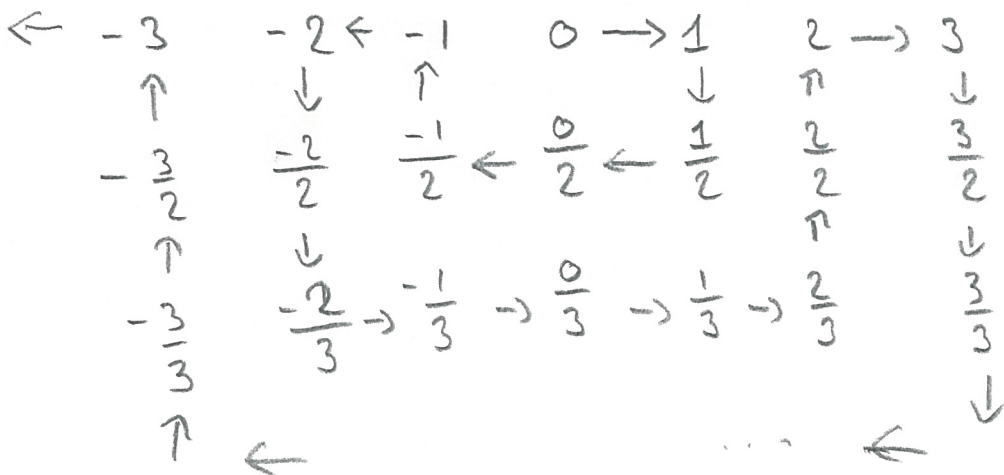 ← - 3 - 2 ← - 1 0 → 1 2 → 3
↑ ↓ ↑ ↓ ↑ ↓
- 3/2 -2/2 -1/2 ← 0/2 ← 1/2 2/2 3/2
↑ ↓ ↑ ↓
- 3/3 -2/3 → -1/3 → 0/3 → 1/3 → 2/3 3/3
↑ ← .... ← ↓